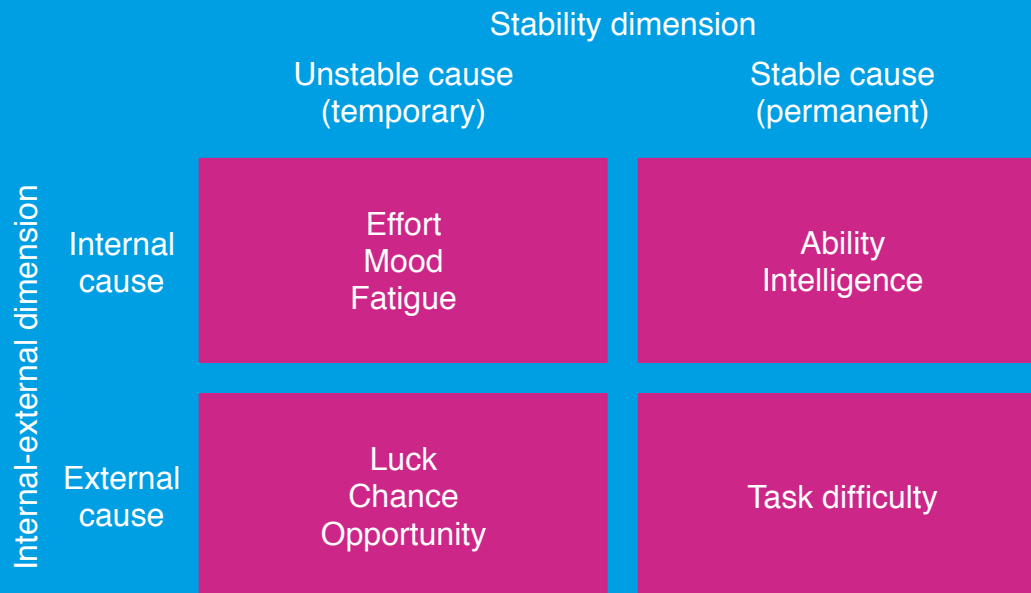 Stability dimension
Unstable cause
(temporary)
Stable cause
(permanent)
Internal-external dimension
Internal
cause
Effort
Mood
Fatigue
Ability
Intelligence
External
cause
Luck
Chance
Opportunity
Task difficulty